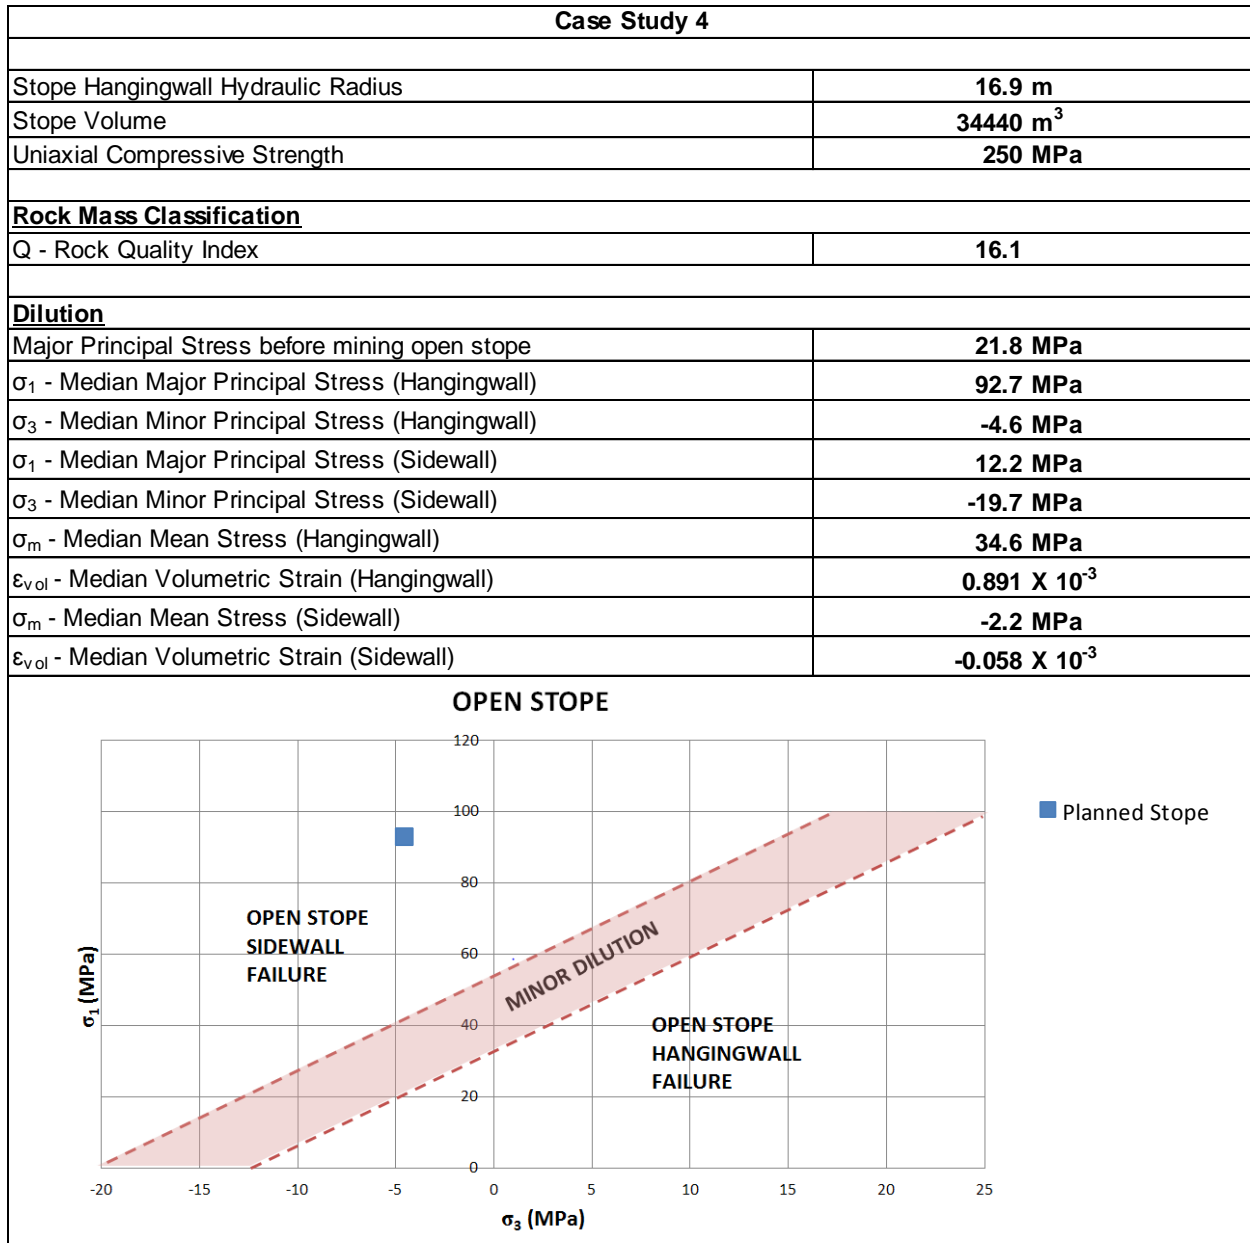 Case Study 4
Stope Hangingwall Hydraulic Radius 16.9 m
Stope Volume 34440 m³
Uniaxial Compressive Strength 250 MPa
Rock Mass Classification
Q - Rock Quality Index 16.1
Dilution
Major Principal Stress before mining open stope 21.8 MPa
σ₁ - Median Major Principal Stress (Hangingwall) 92.7 MPa
σ₃ - Median Minor Principal Stress (Hangingwall) -4.6 MPa
σ₁ - Median Major Principal Stress (Sidewall) 12.2 MPa
σ₃ - Median Minor Principal Stress (Sidewall) -19.7 MPa
σₘ - Median Mean Stress (Hangingwall) 34.6 MPa
εᵥₒₗ - Median Volumetric Strain (Hangingwall) 0.891 X 10⁻³
σₘ - Median Mean Stress (Sidewall) -2.2 MPa
εᵥₒₗ - Median Volumetric Strain (Sidewall) -0.058 X 10⁻³
OPEN STOPE
120
100
80
60
40
20
0
σ₁ (MPa)
OPEN STOPE
SIDEWALL
FAILURE
MINOR DILUTION
OPEN STOPE
HANGINGWALL
FAILURE
Planned Stope
-20 -15 -10 -5 0 5 10 15 20 25
σ₃ (MPa)